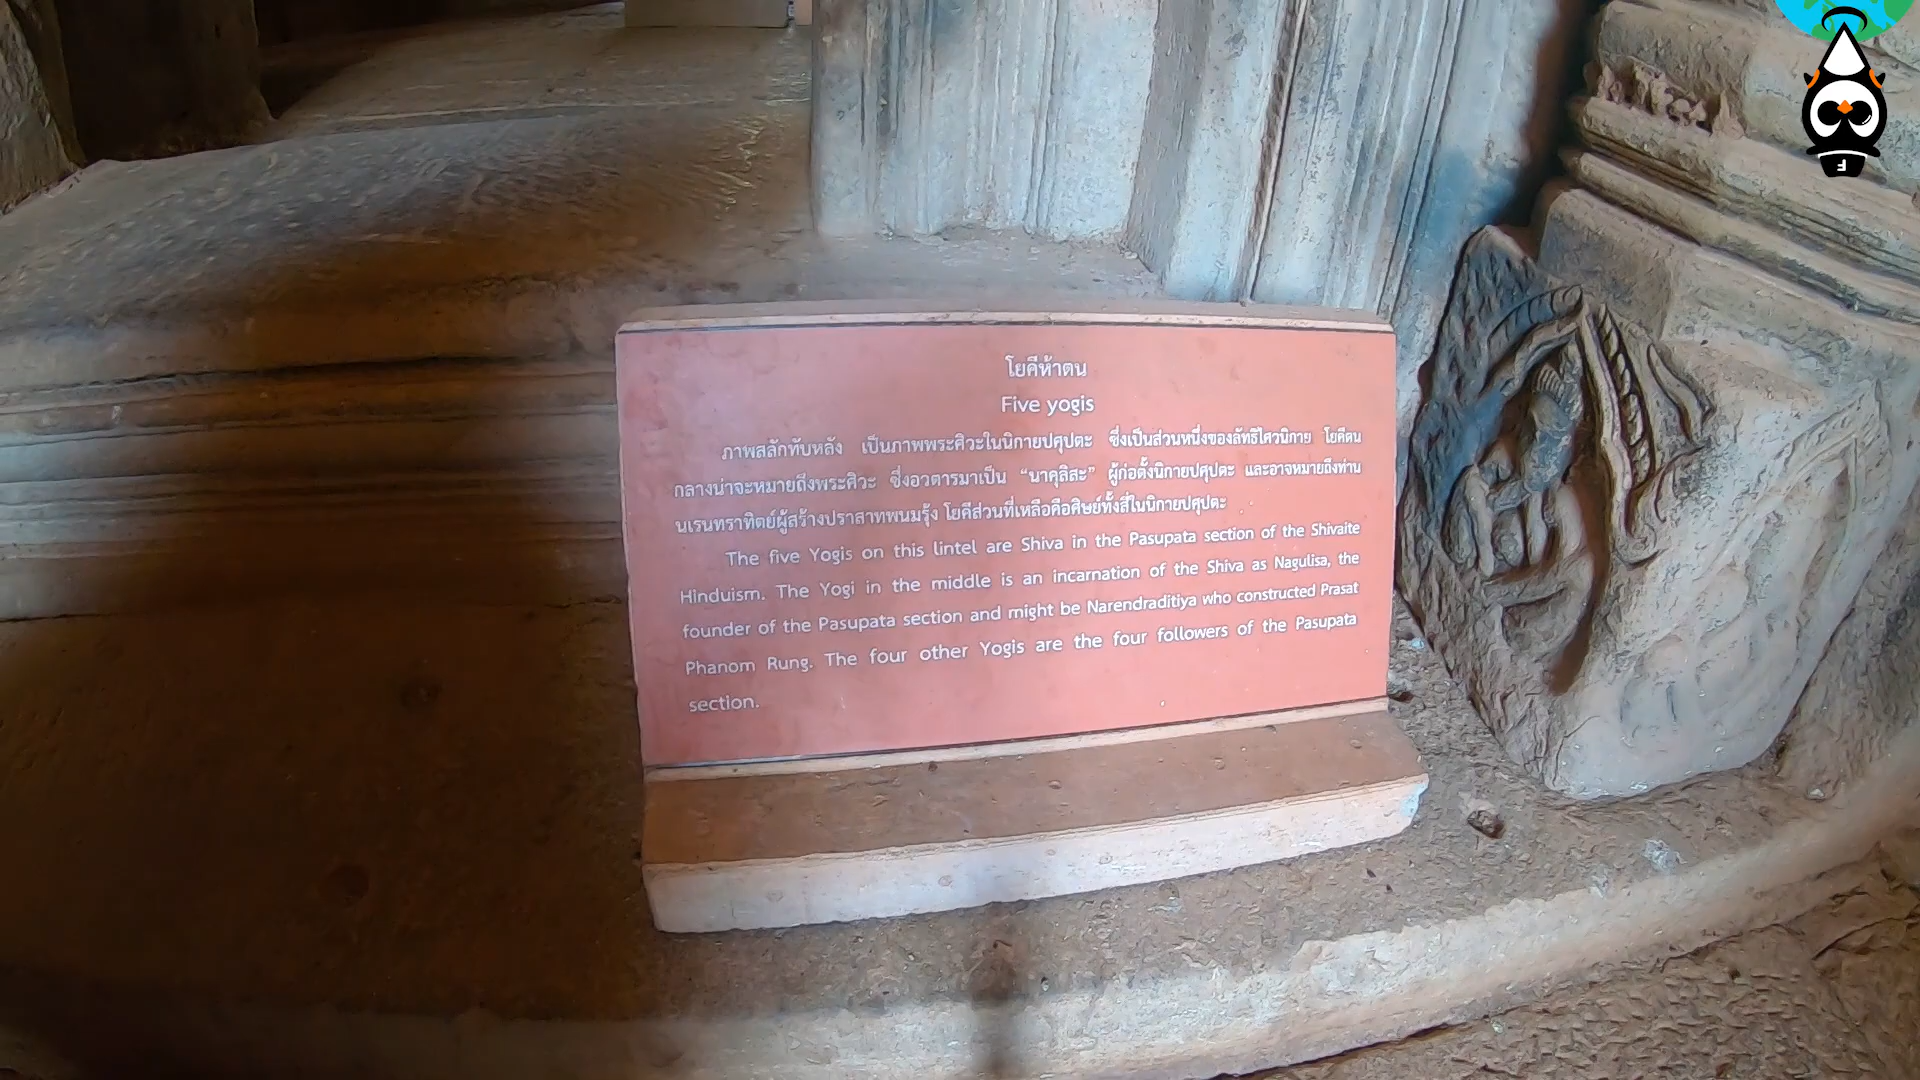 โยคีห้าตน
Five yogis
ภาพสลักทับหลัง เป็นภาพพระศิวะในนิกายปศุปตะ ซึ่งเป็นส่วนหนึ่งของลัทธิไศวนิกาย โยคีตน
กลางน่าจะหมายถึงพระศิวะ ซึ่งอวตารมาเป็น “นาคุลิสะ” ผู้ก่อตั้งนิกายปศุปตะ และอาจหมายถึงท่าน
นเรนทราทิตย์ผู้สร้างปราสาทพนมรุ้ง โยคีส่วนที่เหลือคือศิษย์ทั้งสี่ในนิกายปศุปตะ
The five Yogis on this lintel are Shiva in the Pasupata section of the Shivaite
Hinduism. The Yogi in the middle is an incarnation of the Shiva as Nagulisa, the
founder of the Pasupata section and might be Narendraditiya who constructed Prasat
Phanom Rung. The four other Yogis are the four followers of the Pasupata
section.